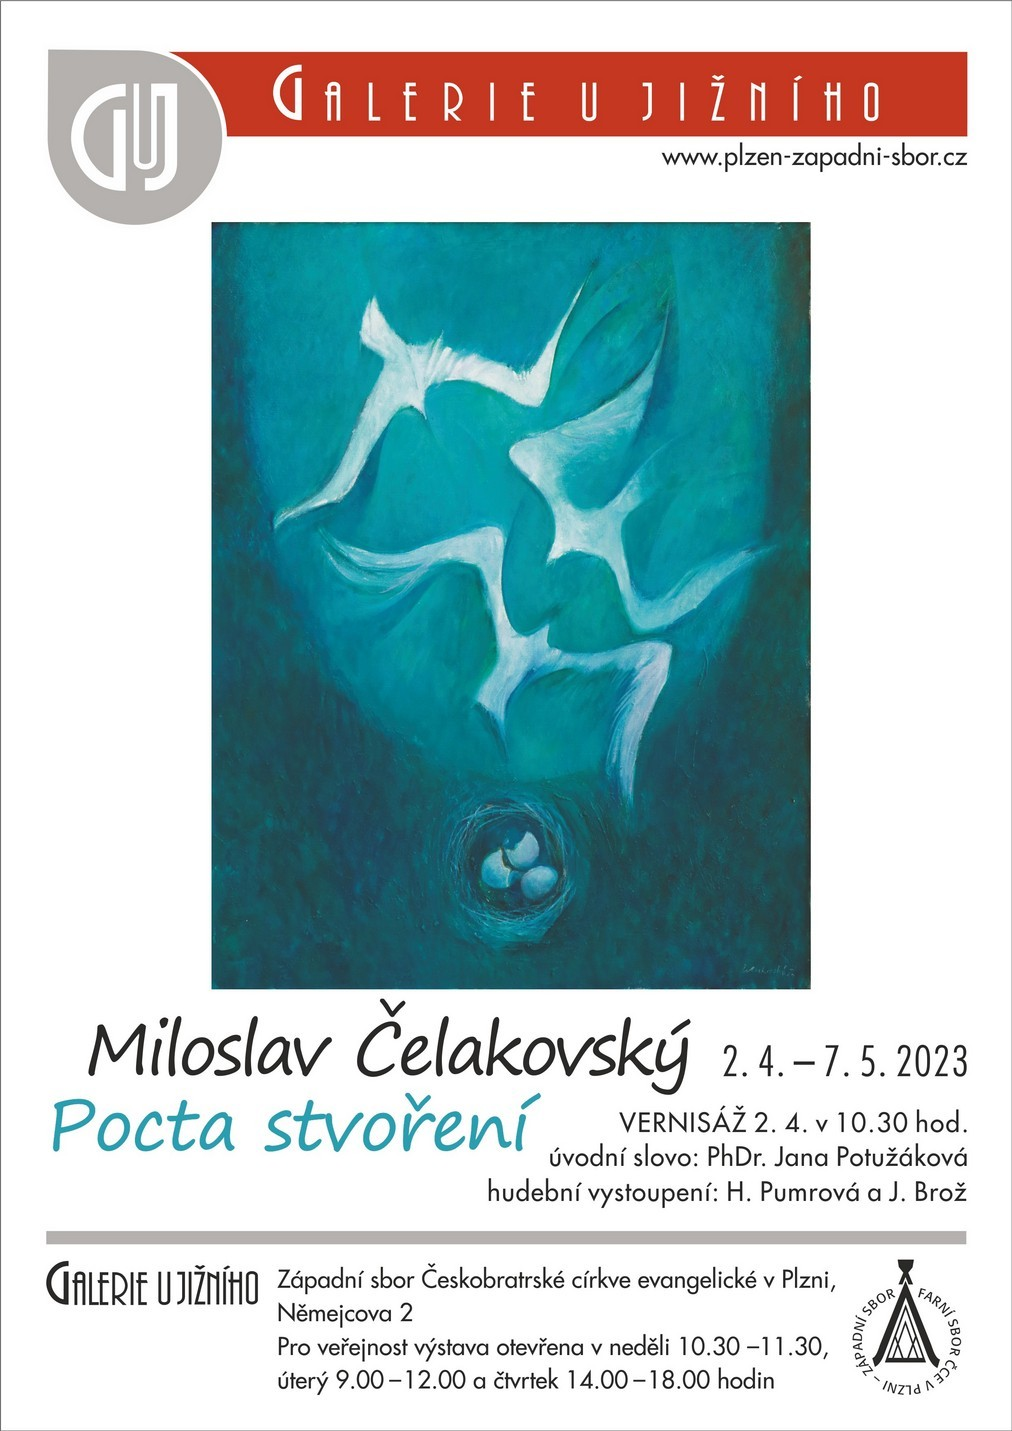 GUJ
GALERIE U JIŽNÍHO
www.plzen-zapadni-sbor.cz
Miloslav Čelakovský 2. 4. – 7. 5. 2023
Pocta stvoření
VERNISÁŽ 2. 4. v 10.30 hod.
úvodní slovo: PhDr. Jana Potužáková
hudební vystoupení: H. Pumrová a J. Brož
GALERIE U JIŽNÍHO
Západní sbor Českobratrské církve evangelické v Plzni,
Němejcova 2
Pro veřejnost výstava otevřena v neděli 10.30 –11.30,
úterý 9.00 – 12.00 a čtvrtek 14.00 – 18.00 hodin
FARNÍ SBOR ČCE V PLZNI – ZÁPADNÍ SBOR